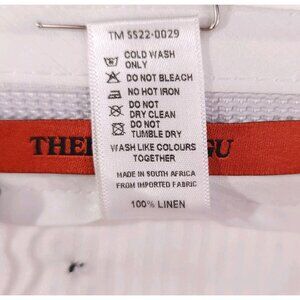 TM SS22-0029
COLD WASH
ONLY
DO NOT BLEACH
NO HOT IRON
DO NOT
DRY CLEAN
DO NOT
TUMBLE DRY
WASH LIKE COLOURS
TOGETHER
MADE IN SOUTH AFRICA
FROM IMPORTED FABRIC
100% LINEN